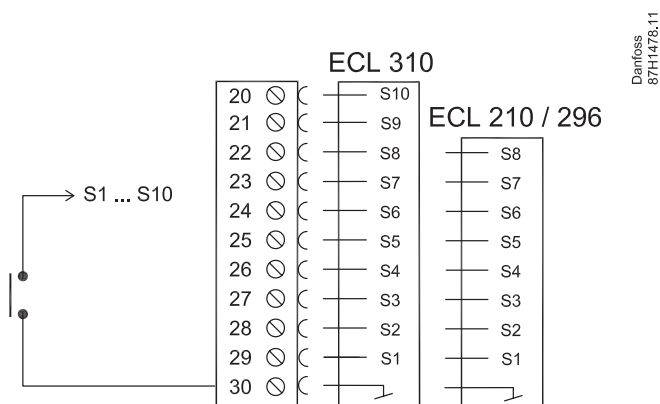 Danfoss
87H1478.11
ECL 310
ECL 210 / 296
20 S10
21 S9
22 S8 S8
23 S7 S7
S1 ... S10
24 S6 S6
25 S5 S5
26 S4 S4
27 S3 S3
28 S2 S2
29 S1 S1
30